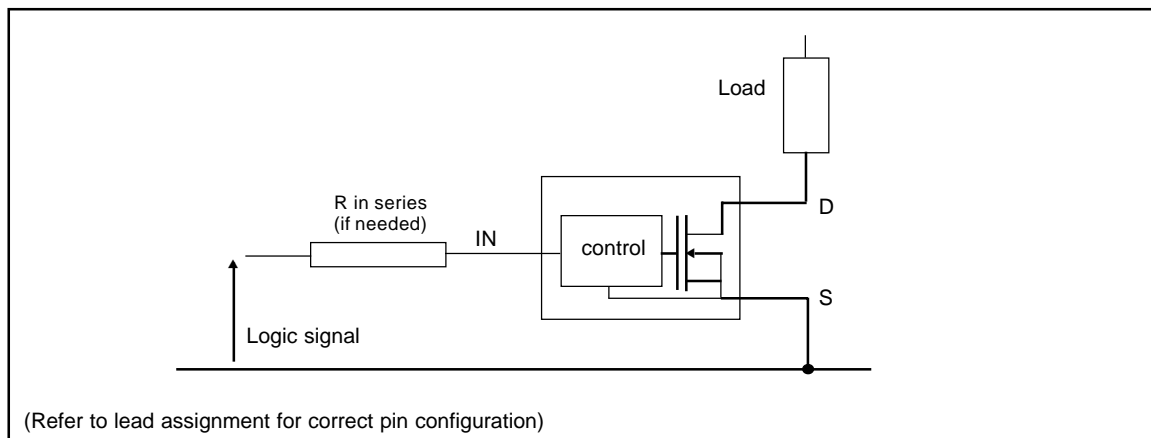 Load
R in series
(if needed)
IN
D
control
S
Logic signal
(Refer to lead assignment for correct pin configuration)